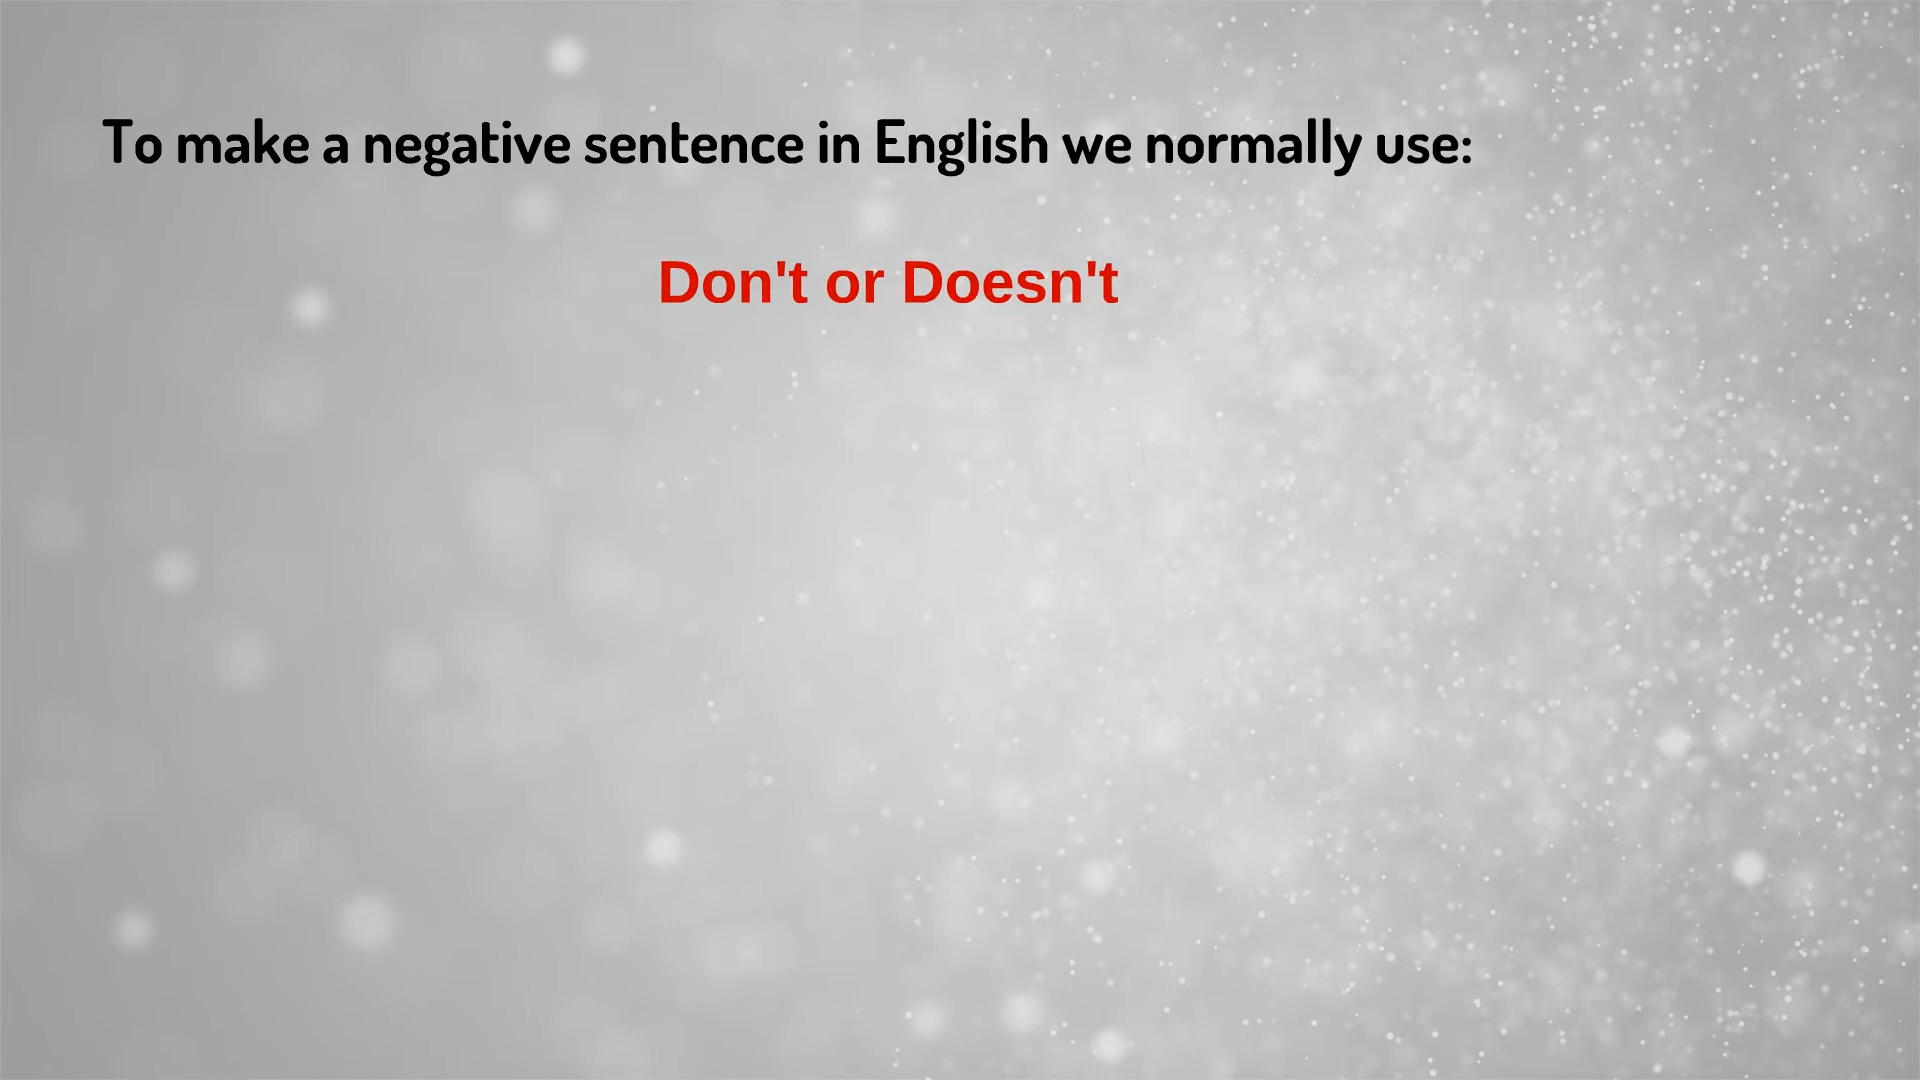 To make a negative sentence in English we normally use:
Don't or Doesn't